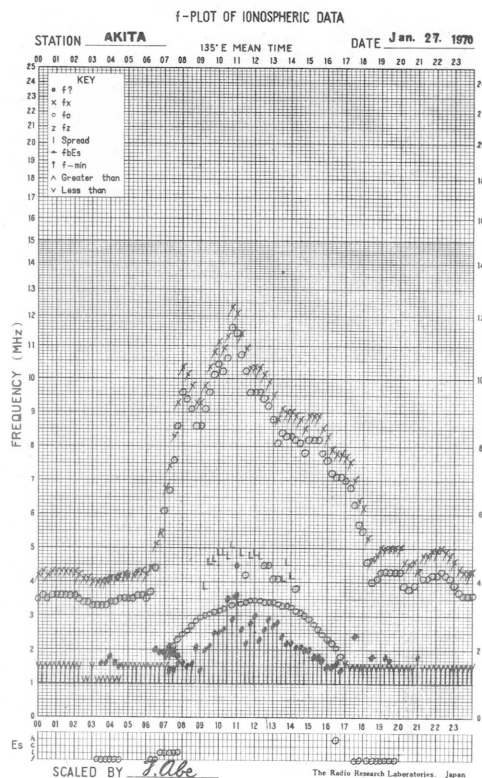 f-PLOT OF IONOSPHERIC DATA
STATION AKITA 135°E MEAN TIME DATE Jan. 27. 1970
00 01 02 03 04 05 06 07 08 09 10 11 12 13 14 15 16 17 18 19 20 21 22 23
KEY
f?
x fx
o fo
z fz
| Spread
fbEs
f-min
∧ Greater than
∨ Less than
FREQUENCY (MHz)
25
24
23
22
21
20
19
18
17
16
15
14
13
12
11
10
9
8
7
6
5
4
3
2
1
0
00 01 02 03 04 05 06 07 08 09 10 11 12 13 14 15 16 17 18 19 20 21 22 23
Es
h
c
l
f
SCALED BY J. Abe The Radio Research Laboratories. Japan